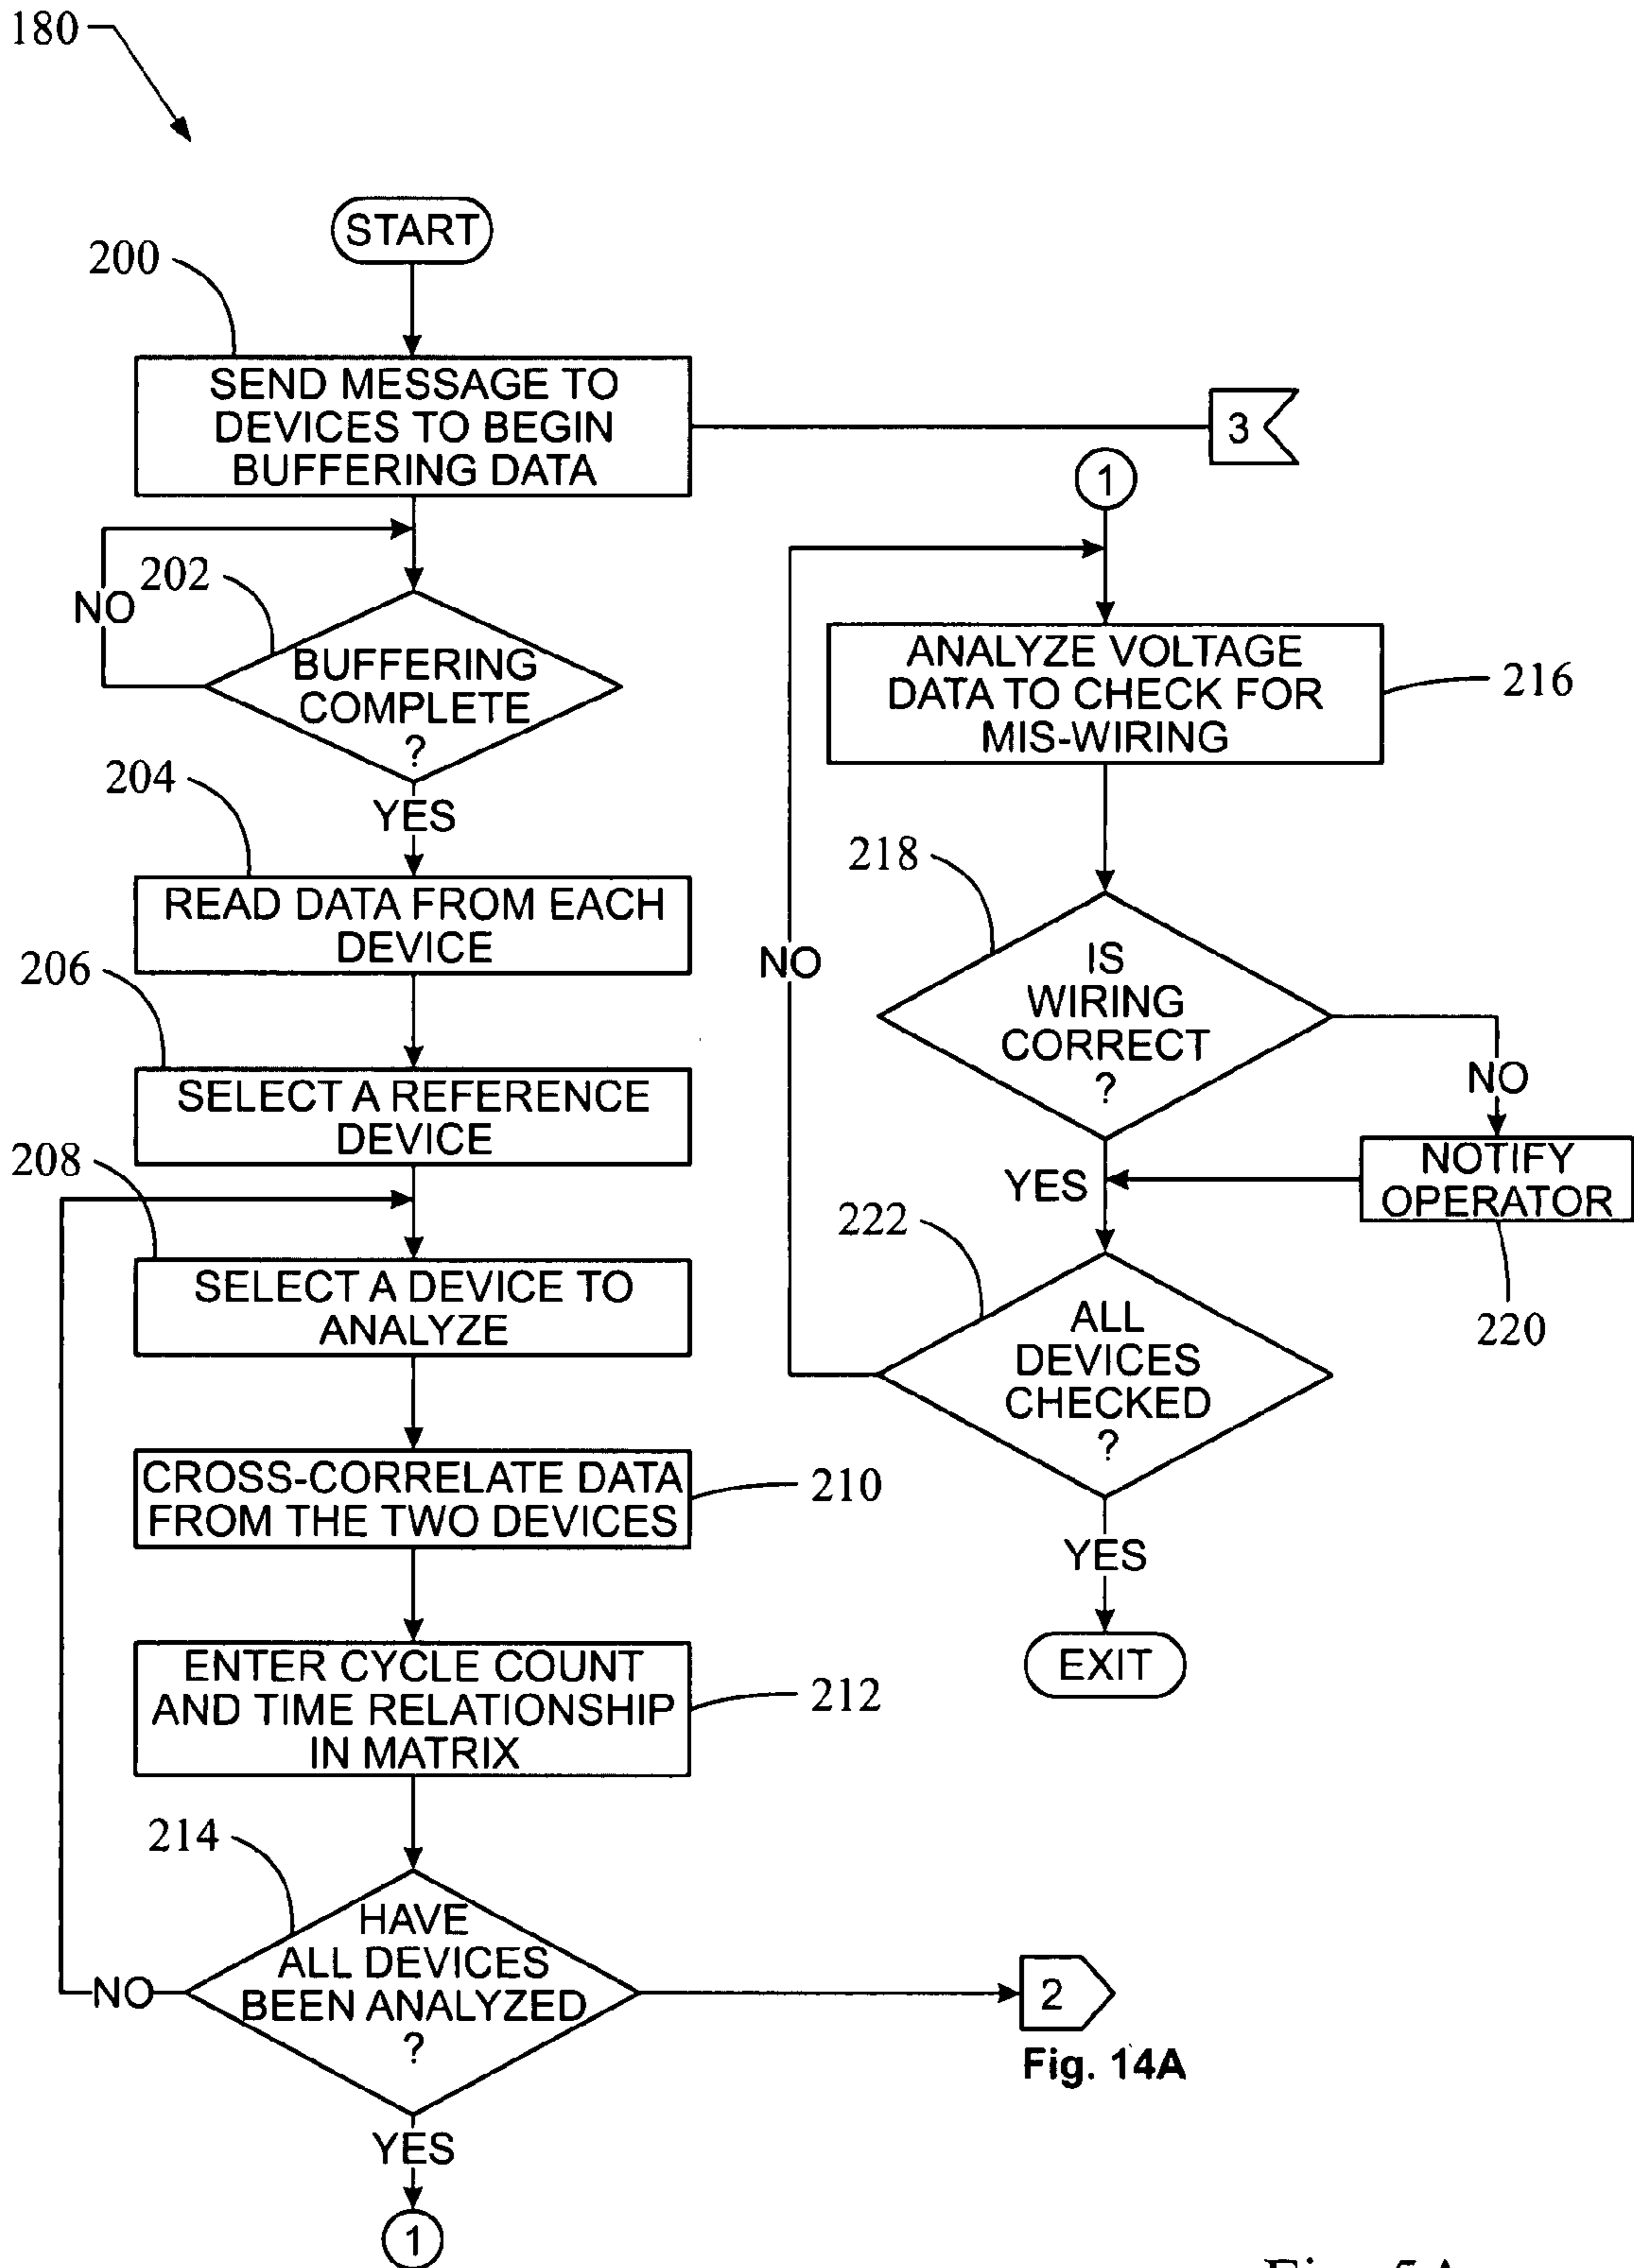 180
START
200
SEND MESSAGE TO
DEVICES TO BEGIN
BUFFERING DATA
3
202
NO
BUFFERING
COMPLETE
?
YES
204
READ DATA FROM EACH
DEVICE
206
SELECT A REFERENCE
DEVICE
208
SELECT A DEVICE TO
ANALYZE
CROSS-CORRELATE DATA
FROM THE TWO DEVICES
210
ENTER CYCLE COUNT
AND TIME RELATIONSHIP
IN MATRIX
212
214
HAVE
ALL DEVICES
BEEN ANALYZED
?
NO
2
Fig. 14A
YES
1
1
ANALYZE VOLTAGE
DATA TO CHECK FOR
MIS-WIRING
216
218
IS
WIRING
CORRECT
?
NO
NO
NOTIFY
OPERATOR
220
YES
222
ALL
DEVICES
CHECKED
?
YES
EXIT